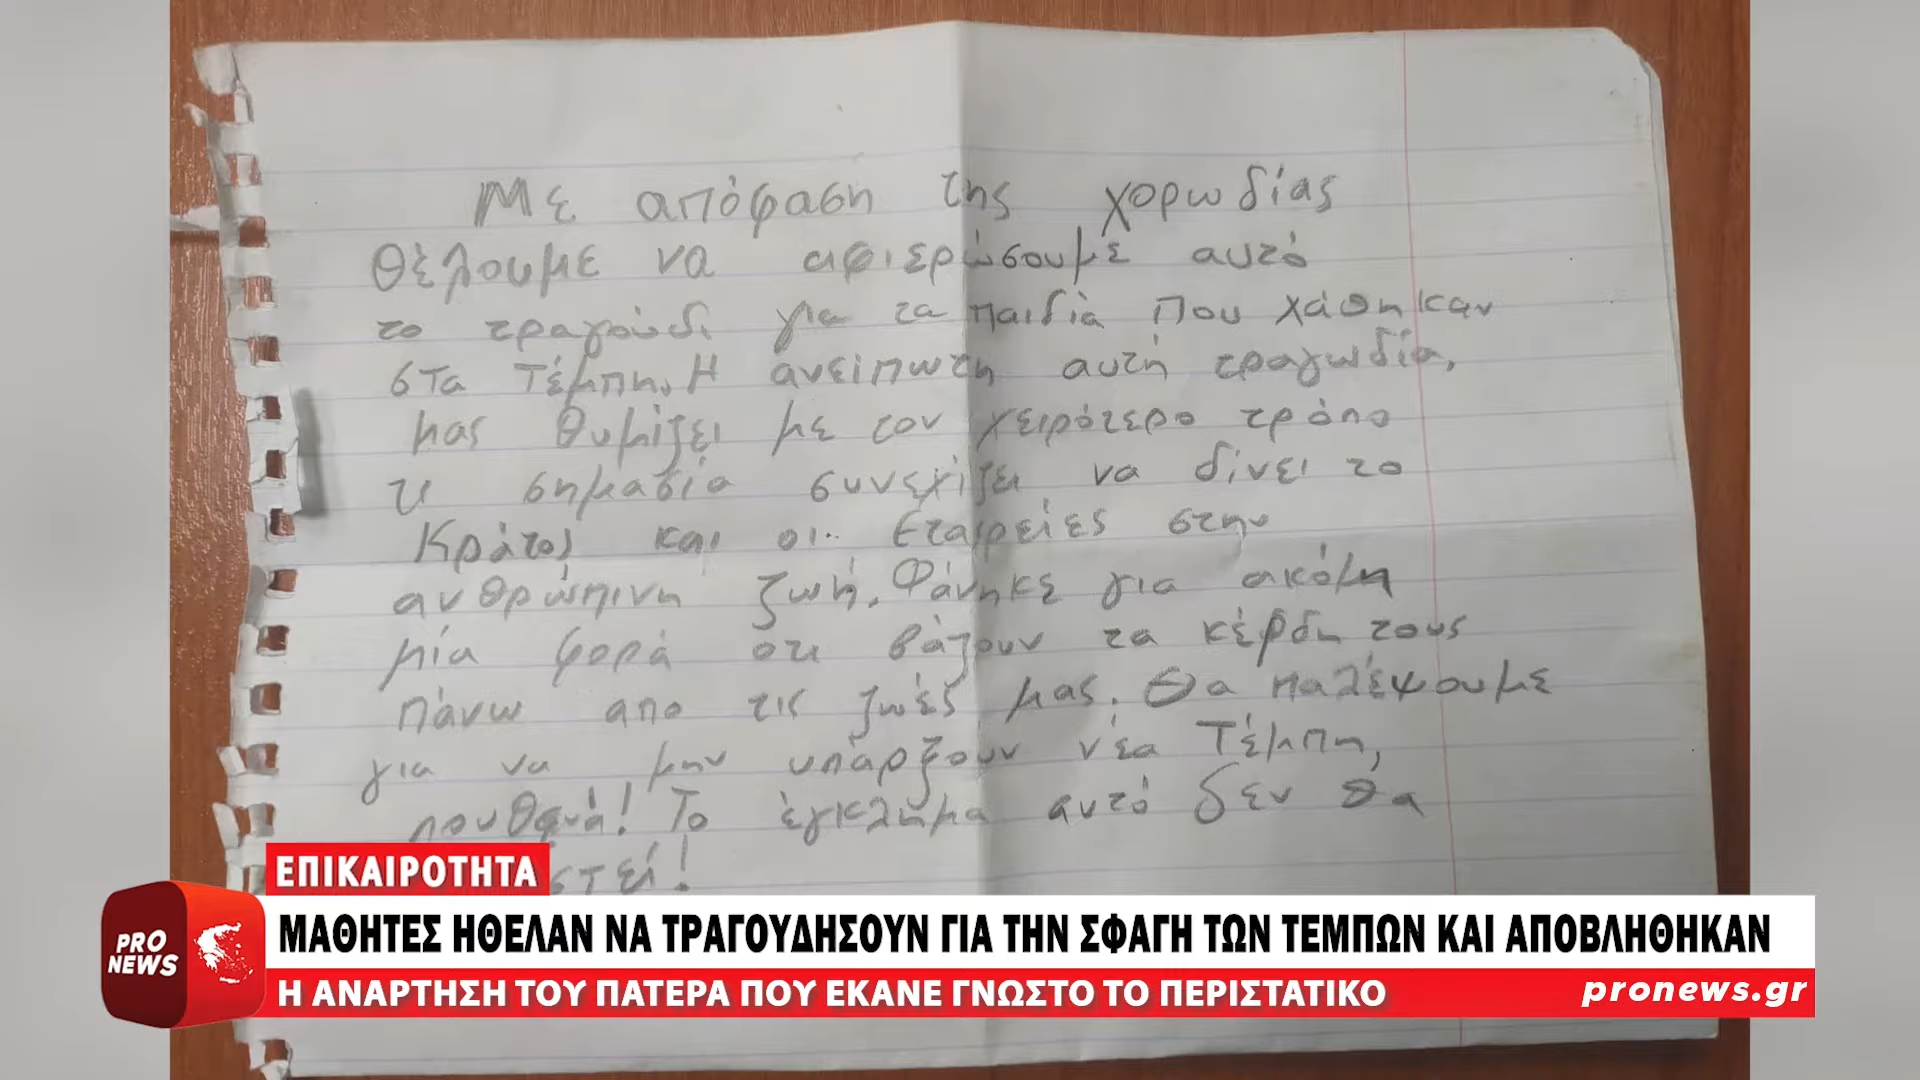 Με απόφαση της χορωδίας
θέλουμε να αφιερώσουμε αυτό
το τραγούδι για τα παιδιά που χάθηκαν
στα Τέμπη. Η ανείπωτη αυτή τραγωδία,
μας θυμίζει με τον χειρότερο τρόπο
τι σημασία συνεχίζει να δίνει το
Κράτος και οι Εταιρείες στην
ανθρώπινη ζωή. Φάνηκε για ακόμη
μία φορά οτι βάζουν τα κέρδη τους
πάνω απο τις ζωές μας. Θα παλέψουμε
για να μην υπάρξουν νέα Τέμπη,
πουθενά! Το έγκλημα αυτό δεν θα
στεί!
ΕΠΙΚΑΙΡΟΤΗΤΑ
PRO
NEWS
ΜΑΘΗΤΕΣ ΗΘΕΛΑΝ ΝΑ ΤΡΑΓΟΥΔΗΣΟΥΝ ΓΙΑ ΤΗΝ ΣΦΑΓΗ ΤΩΝ ΤΕΜΠΩΝ ΚΑΙ ΑΠΟΒΛΗΘΗΚΑΝ
Η ΑΝΑΡΤΗΣΗ ΤΟΥ ΠΑΤΕΡΑ ΠΟΥ ΕΚΑΝΕ ΓΝΩΣΤΟ ΤΟ ΠΕΡΙΣΤΑΤΙΚΟ
pronews.gr